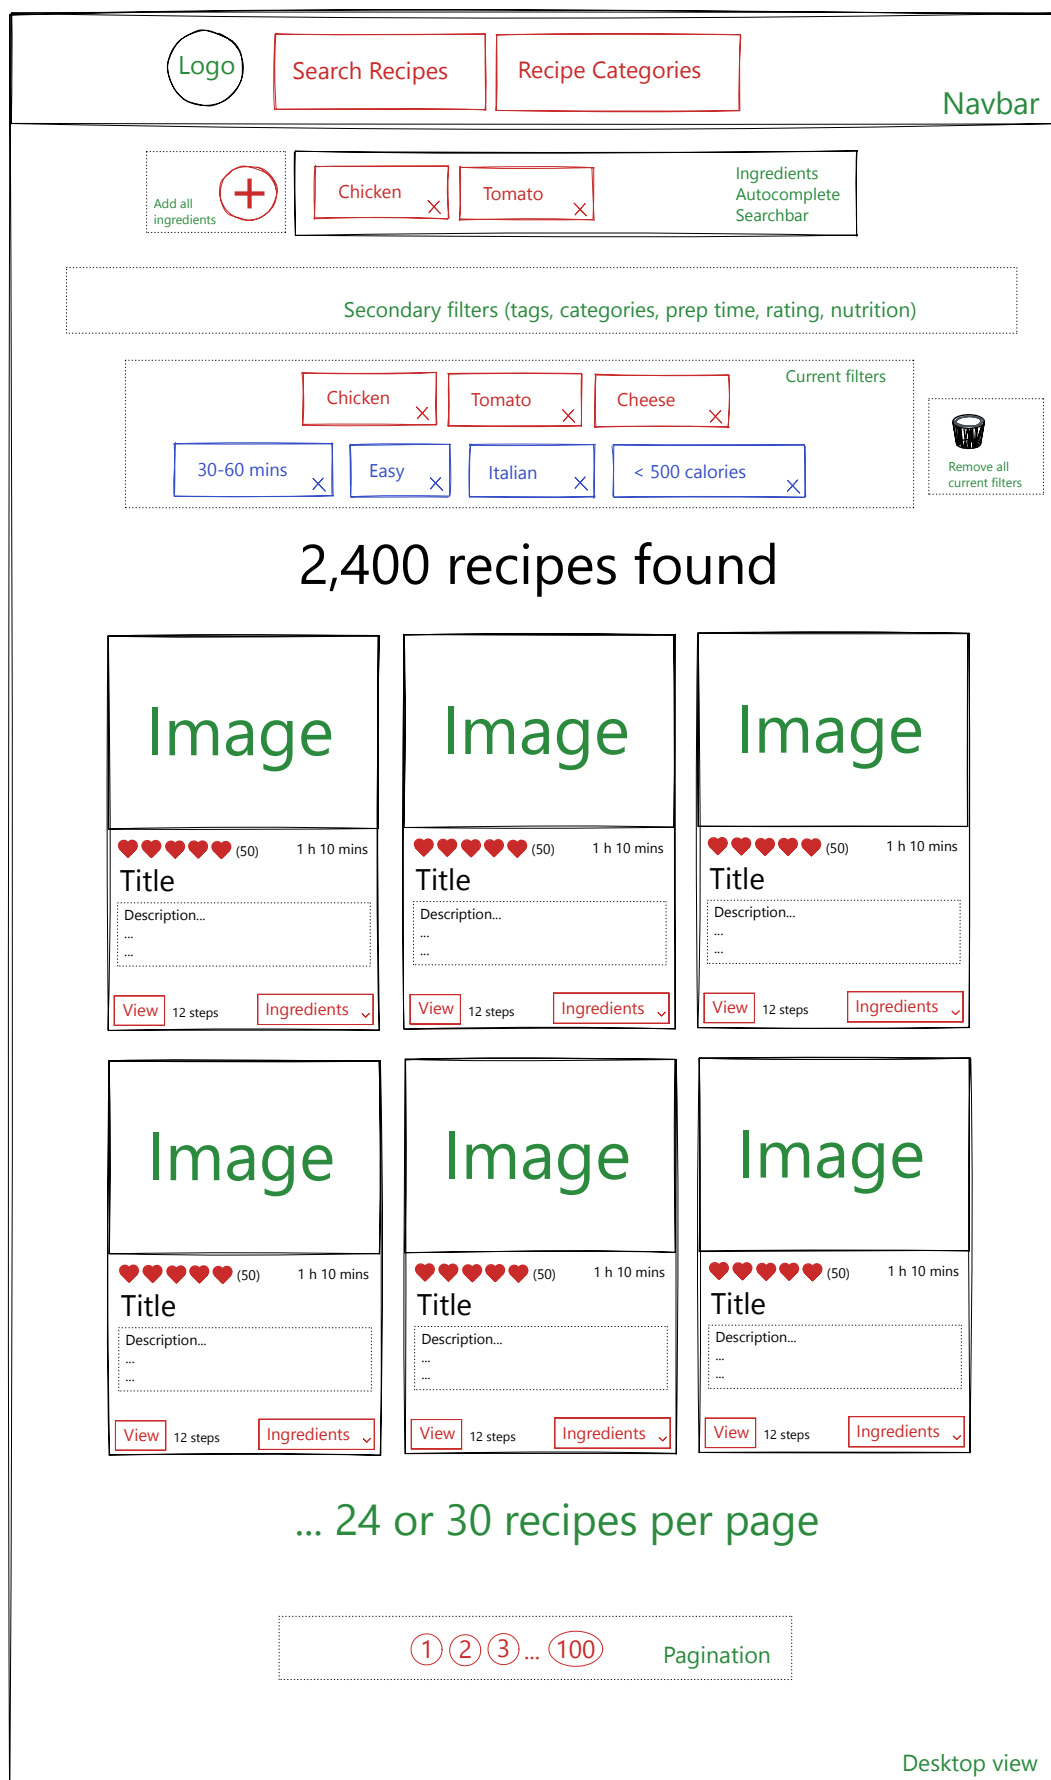 Logo
Search Recipes
Recipe Categories
Navbar
Add all
ingredients
Chicken
Tomato
Ingredients
Autocomplete
Searchbar
Secondary filters (tags, categories, prep time, rating, nutrition)
Current filters
Chicken
Tomato
Cheese
30-60 mins
Easy
Italian
< 500 calories
Remove all
current filters
2,400 recipes found
Image
(50)
1 h 10 mins
Title
Description...
...
...
View
12 steps
Ingredients
Image
(50)
1 h 10 mins
Title
Description...
...
...
View
12 steps
Ingredients
Image
(50)
1 h 10 mins
Title
Description...
...
...
View
12 steps
Ingredients
Image
(50)
1 h 10 mins
Title
Description...
...
...
View
12 steps
Ingredients
Image
(50)
1 h 10 mins
Title
Description...
...
...
View
12 steps
Ingredients
Image
(50)
1 h 10 mins
Title
Description...
...
...
View
12 steps
Ingredients
... 24 or 30 recipes per page
1 2 3 ... 100
Pagination
Desktop view